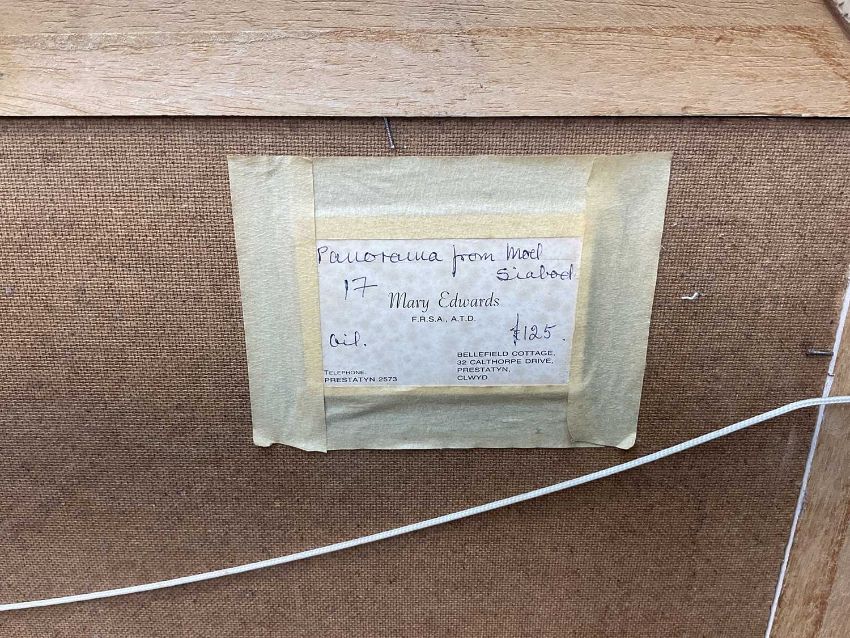 Panorama from Moel
Siabod
17
Mary Edwards
F.R.S.A., A.T.D.
Oil. £125.
TELEPHONE:
PRESTATYN 2573
BELLEFIELD COTTAGE,
32 CALTHORPE DRIVE,
PRESTATYN,
CLWYD